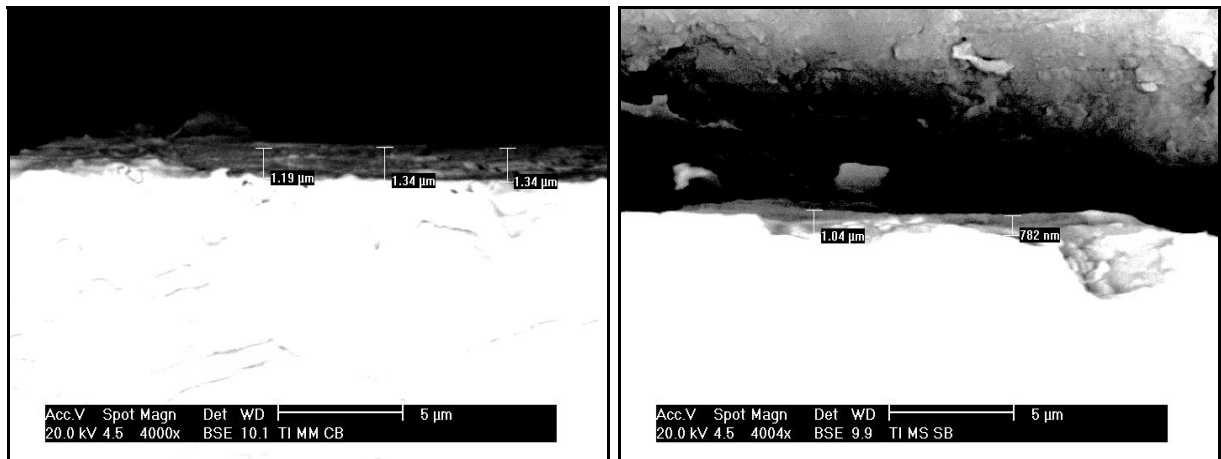 1.19 µm
1.34 µm
1.34 µm
Acc.V Spot Magn Det WD 5 µm
20.0 kV 4.5 4000x BSE 10.1 TI MM CB
1.04 µm
782 nm
Acc.V Spot Magn Det WD 5 µm
20.0 kV 4.5 4004x BSE 9.9 TI MS SB